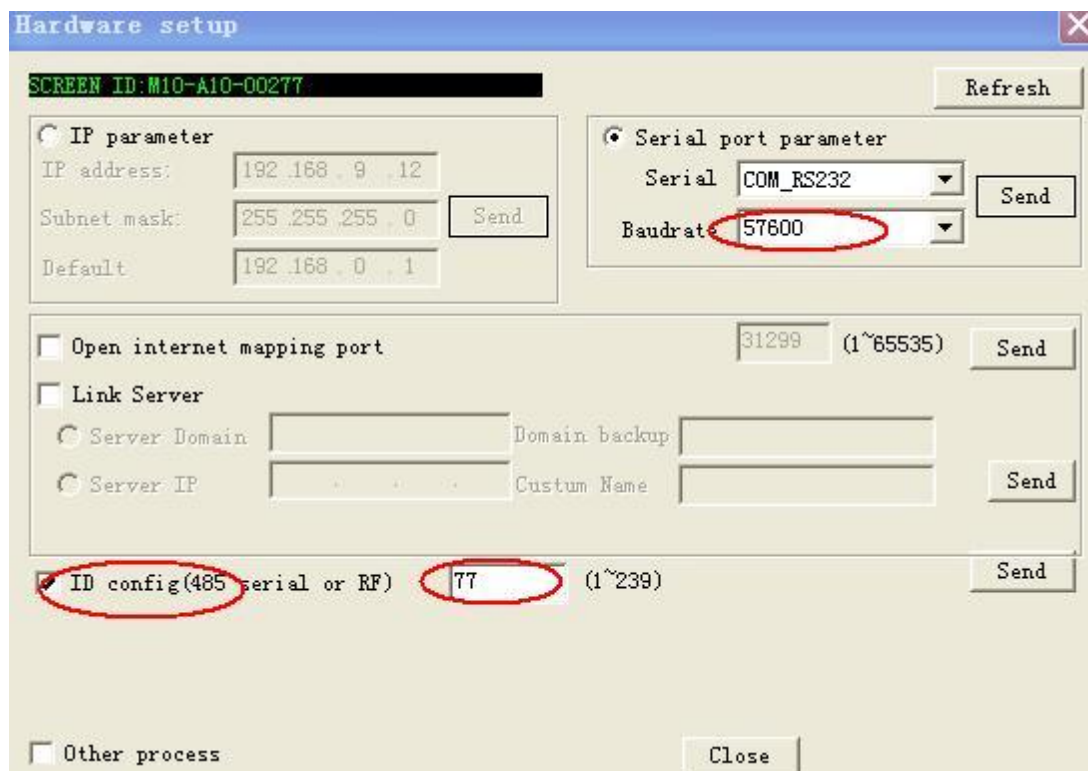 Hardware setup
SCREEN ID:M10-A10-00277
Refresh
IP parameter
IP address: 192 .168 . 9 . 12
Subnet mask: 255 .255 .255 . 0
Send
Default 192 .168 . 0 . 1
Serial port parameter
Serial COM_RS232
Send
Baudrat 57600
Open internet mapping port 31299 (1~65535) Send
Link Server
Server Domain Domain backup
Server IP . . . Custum Name Send
ID config(485 serial or RF) 77 (1~239) Send
Other process Close